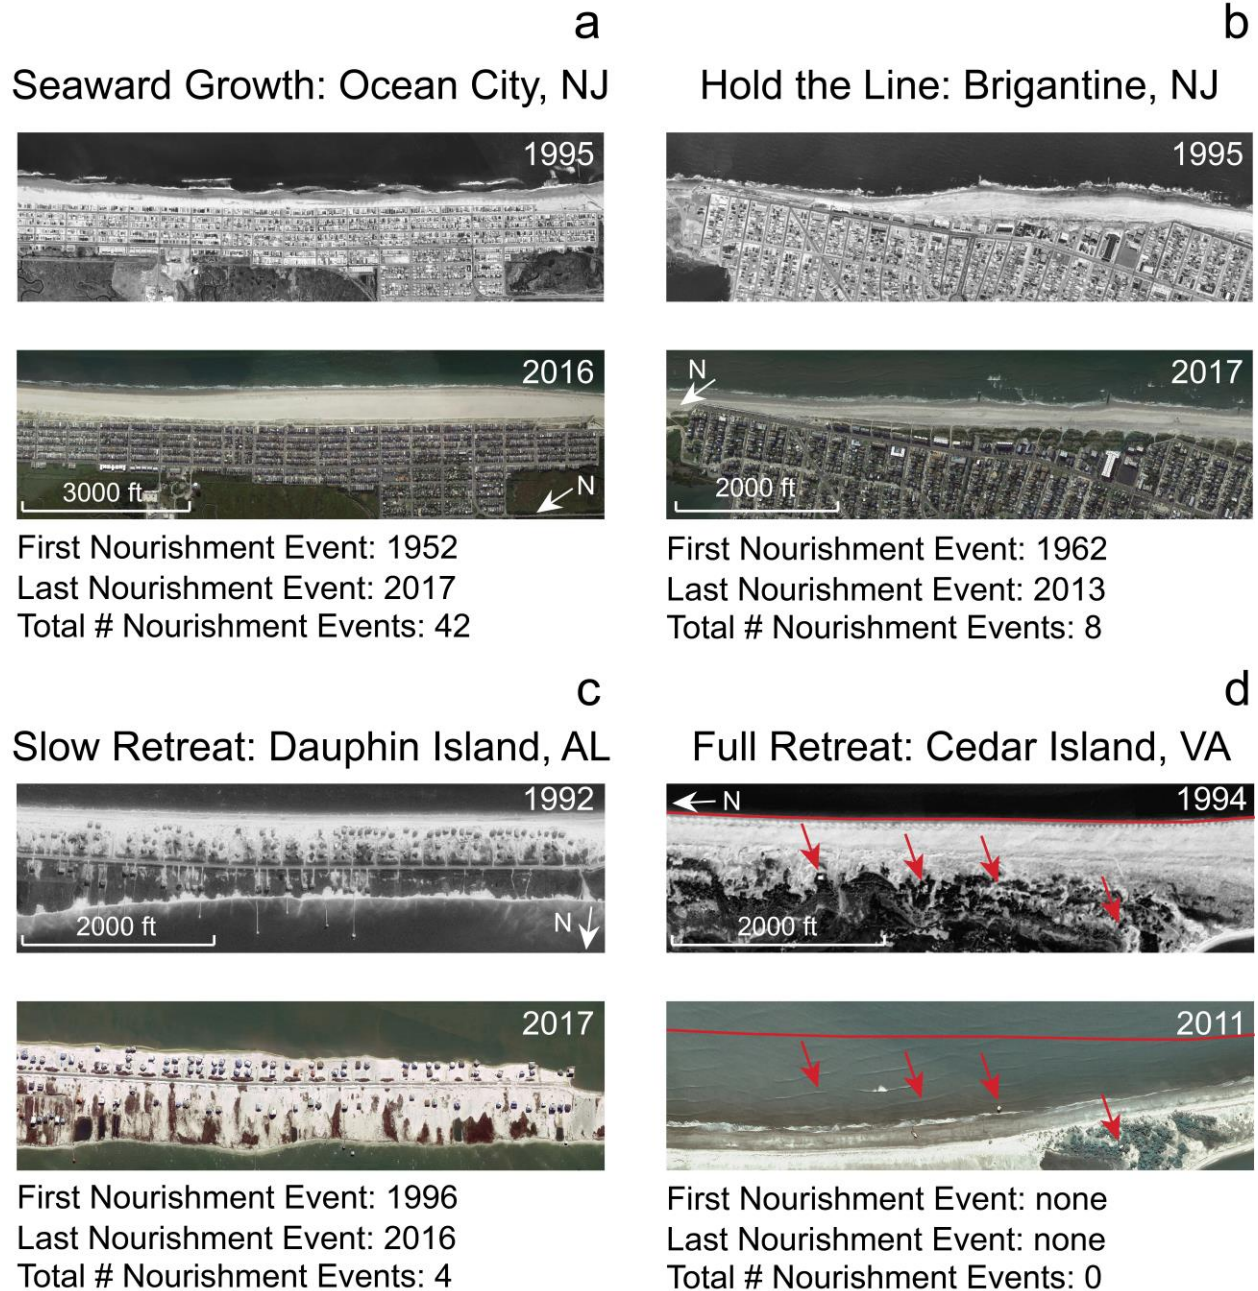 a
Seaward Growth: Ocean City, NJ
1995
2016
3000 ft
N
First Nourishment Event: 1952
Last Nourishment Event: 2017
Total # Nourishment Events: 42
b
Hold the Line: Brigantine, NJ
1995
N
2017
2000 ft
First Nourishment Event: 1962
Last Nourishment Event: 2013
Total # Nourishment Events: 8
c
Slow Retreat: Dauphin Island, AL
1992
2000 ft
N
2017
First Nourishment Event: 1996
Last Nourishment Event: 2016
Total # Nourishment Events: 4
d
Full Retreat: Cedar Island, VA
N
1994
2000 ft
2011
First Nourishment Event: none
Last Nourishment Event: none
Total # Nourishment Events: 0